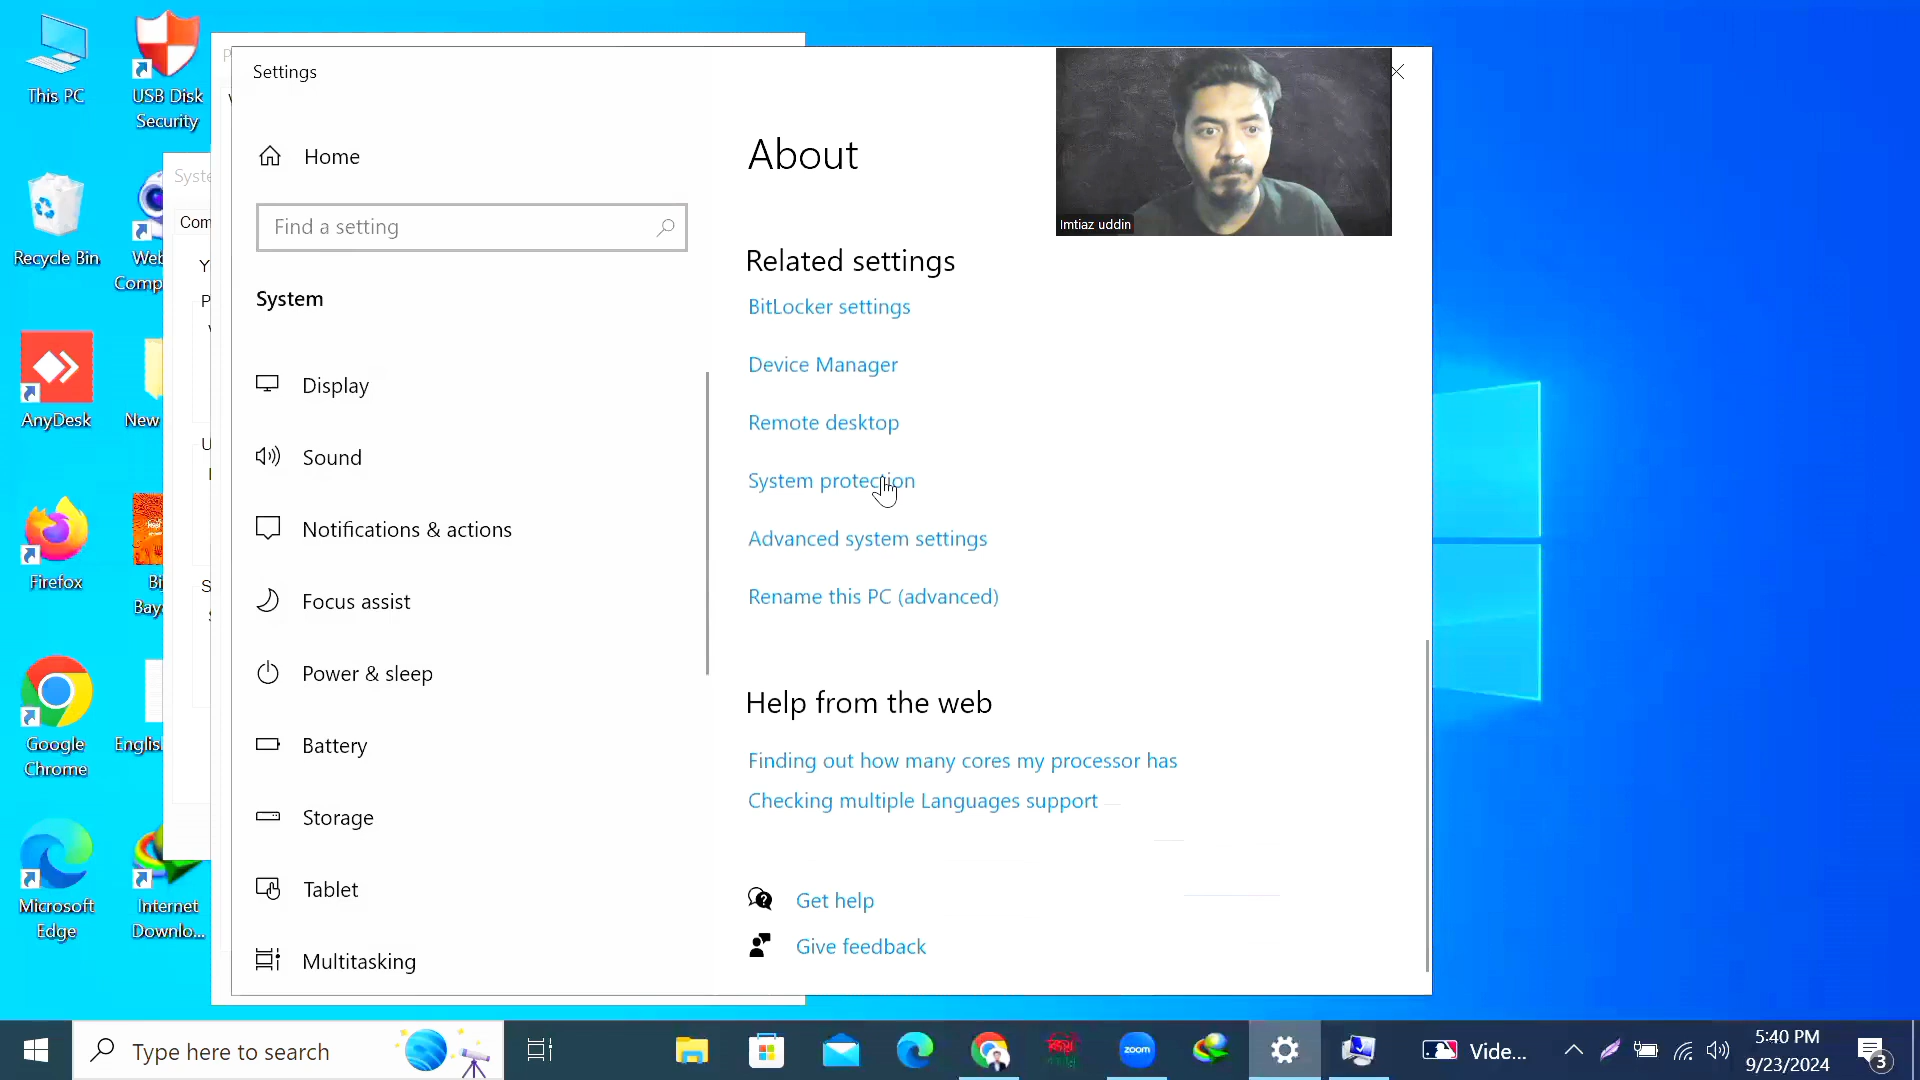 This PC
USB Disk
Security
Recycle Bin
Web
Comp
AnyDesk
New
Firefox
Bi
Bay
Google
Chrome
Englis
Microsoft
Edge
Internet
Downlo...
Syste
Com
Settings
Home
Find a setting
System
Display
Sound
Notifications & actions
Focus assist
Power & sleep
Battery
Storage
Tablet
Multitasking
About
Imtiaz uddin
Related settings
BitLocker settings
Device Manager
Remote desktop
System protection
Advanced system settings
Rename this PC (advanced)
Help from the web
Finding out how many cores my processor has
Checking multiple Languages support
Get help
Give feedback
Type here to search
zoom
Vide...
5:40 PM
9/23/2024
3